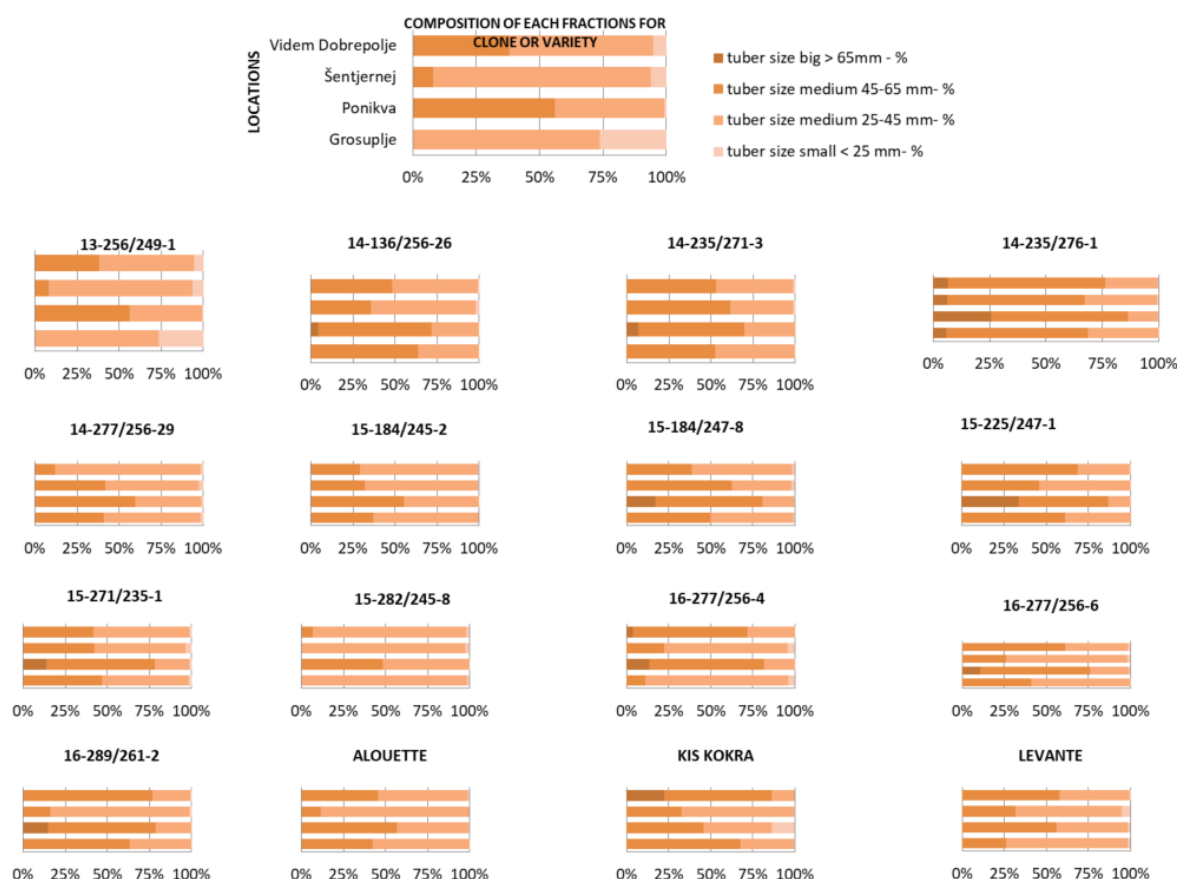 COMPOSITION OF EACH FRACTIONS FOR
CLONE OR VARIETY
LOCATIONS
Videm Dobrepolje
Šentjernej
Ponikva
Grosuplje
0% 25% 50% 75% 100%
tuber size big > 65mm - %
tuber size medium 45-65 mm- %
tuber size medium 25-45 mm- %
tuber size small < 25 mm- %
13-256/249-1 14-136/256-26 14-235/271-3 14-235/276-1
0% 25% 50% 75% 100% 0% 25% 50% 75% 100% 0% 25% 50% 75% 100% 0% 25% 50% 75% 100%
14-277/256-29 15-184/245-2 15-184/247-8 15-225/247-1
0% 25% 50% 75% 100% 0% 25% 50% 75% 100% 0% 25% 50% 75% 100% 0% 25% 50% 75% 100%
15-271/235-1 15-282/245-8 16-277/256-4 16-277/256-6
0% 25% 50% 75% 100% 0% 25% 50% 75% 100% 0% 25% 50% 75% 100% 0% 25% 50% 75% 100%
16-289/261-2 ALOUETTE KIS KOKRA LEVANTE
0% 25% 50% 75% 100% 0% 25% 50% 75% 100% 0% 25% 50% 75% 100% 0% 25% 50% 75% 100%